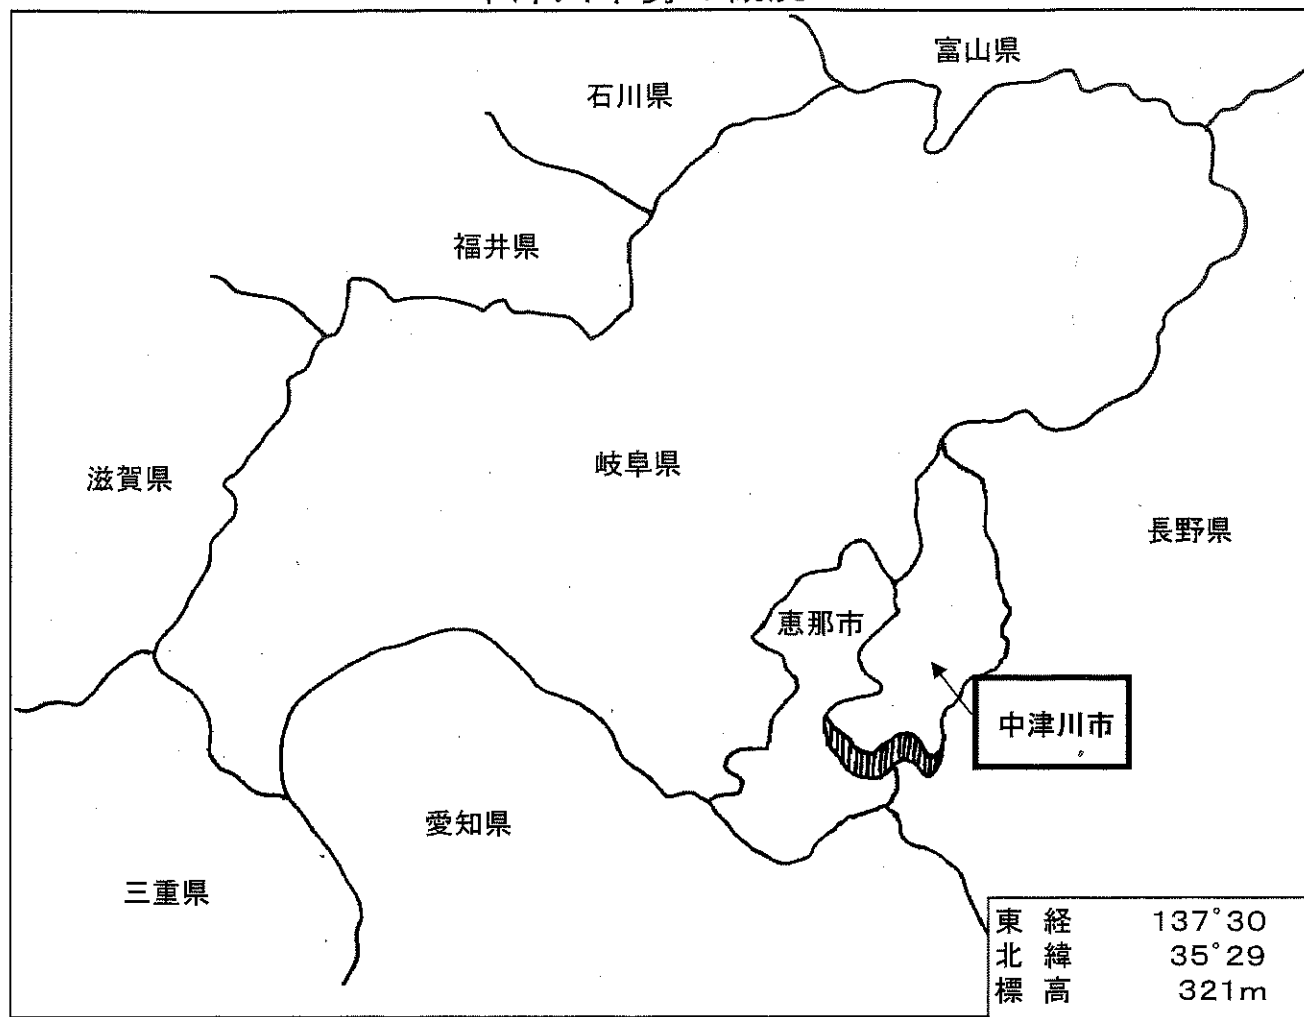 富山県
石川県
福井県
滋賀県
岐阜県
長野県
恵那市
中津川市
愛知県
三重県
東経 137°30
北緯 35°29
標高 321m